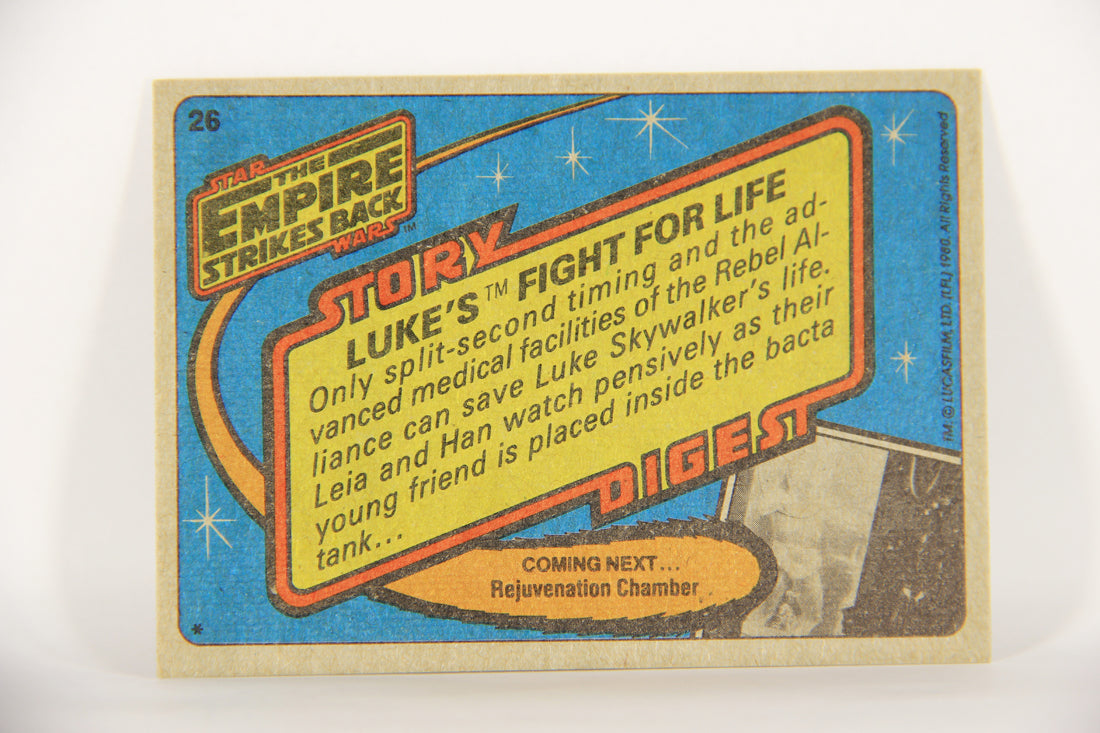 26
STAR
THE
EMPIRE
STRIKES BACK
WARS™
STORY
LUKE'S™ FIGHT FOR LIFE
Only split-second timing and the ad-
vanced medical facilities of the Rebel Al-
liance can save Luke Skywalker's life.
Leia and Han watch pensively as their
young friend is placed inside the bacta
tank...
DIGEST
COMING NEXT...
Rejuvenation Chamber
*
TM. © LUCASFILM, LTD. (LFL) 1980. All Rights Reserved